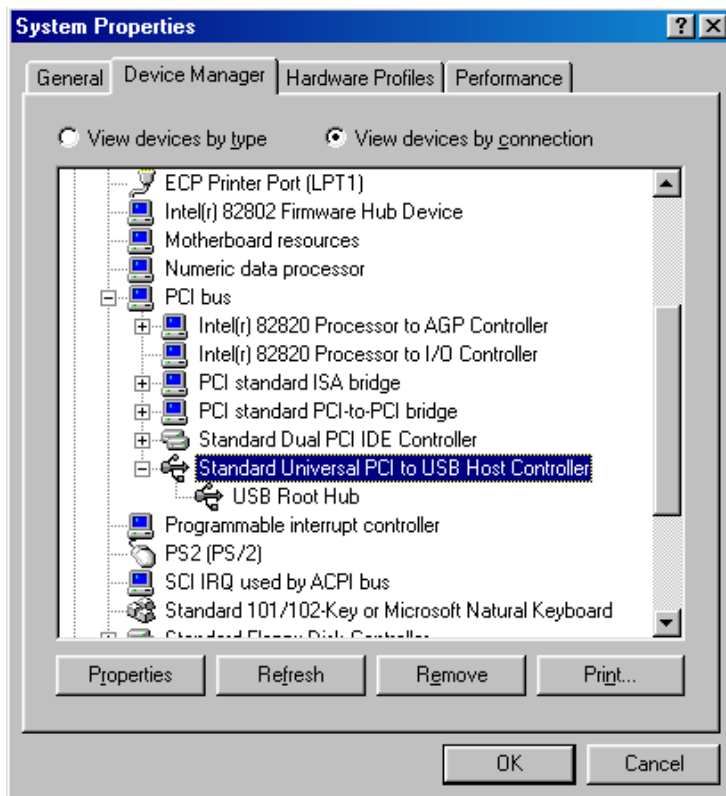 System Properties
General Device Manager Hardware Profiles Performance
View devices by type View devices by connection
ECP Printer Port (LPT1)
Intel(r) 82802 Firmware Hub Device
Motherboard resources
Numeric data processor
PCI bus
Intel(r) 82820 Processor to AGP Controller
Intel(r) 82820 Processor to I/O Controller
PCI standard ISA bridge
PCI standard PCI-to-PCI bridge
Standard Dual PCI IDE Controller
Standard Universal PCI to USB Host Controller
USB Root Hub
Programmable interrupt controller
PS2 (PS/2)
SCI IRQ used by ACPI bus
Standard 101/102-Key or Microsoft Natural Keyboard
Standard Floppy Disk Controller
Properties Refresh Remove Print...
OK Cancel